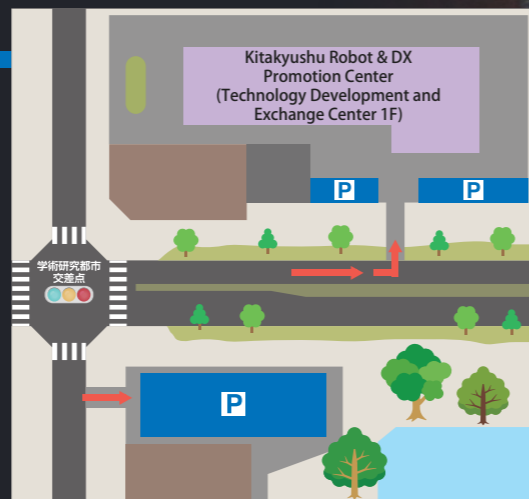 Kitakyushu Robot & DX
Promotion Center
(Technology Development and
Exchange Center 1F)
P
P
学術研究都市
交差点
P